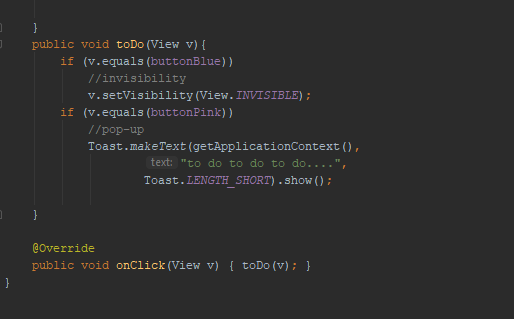 }
public void toDo(View v){
if (v.equals(buttonBlue))
//invisibility
v.setVisibility(View.INVISIBLE);
if (v.equals(buttonPink))
//pop-up
Toast.makeText(getApplicationContext(),
text: "to do to do to do....",
Toast.LENGTH_SHORT).show();
}
@Override
public void onClick(View v) { toDo(v); }
}